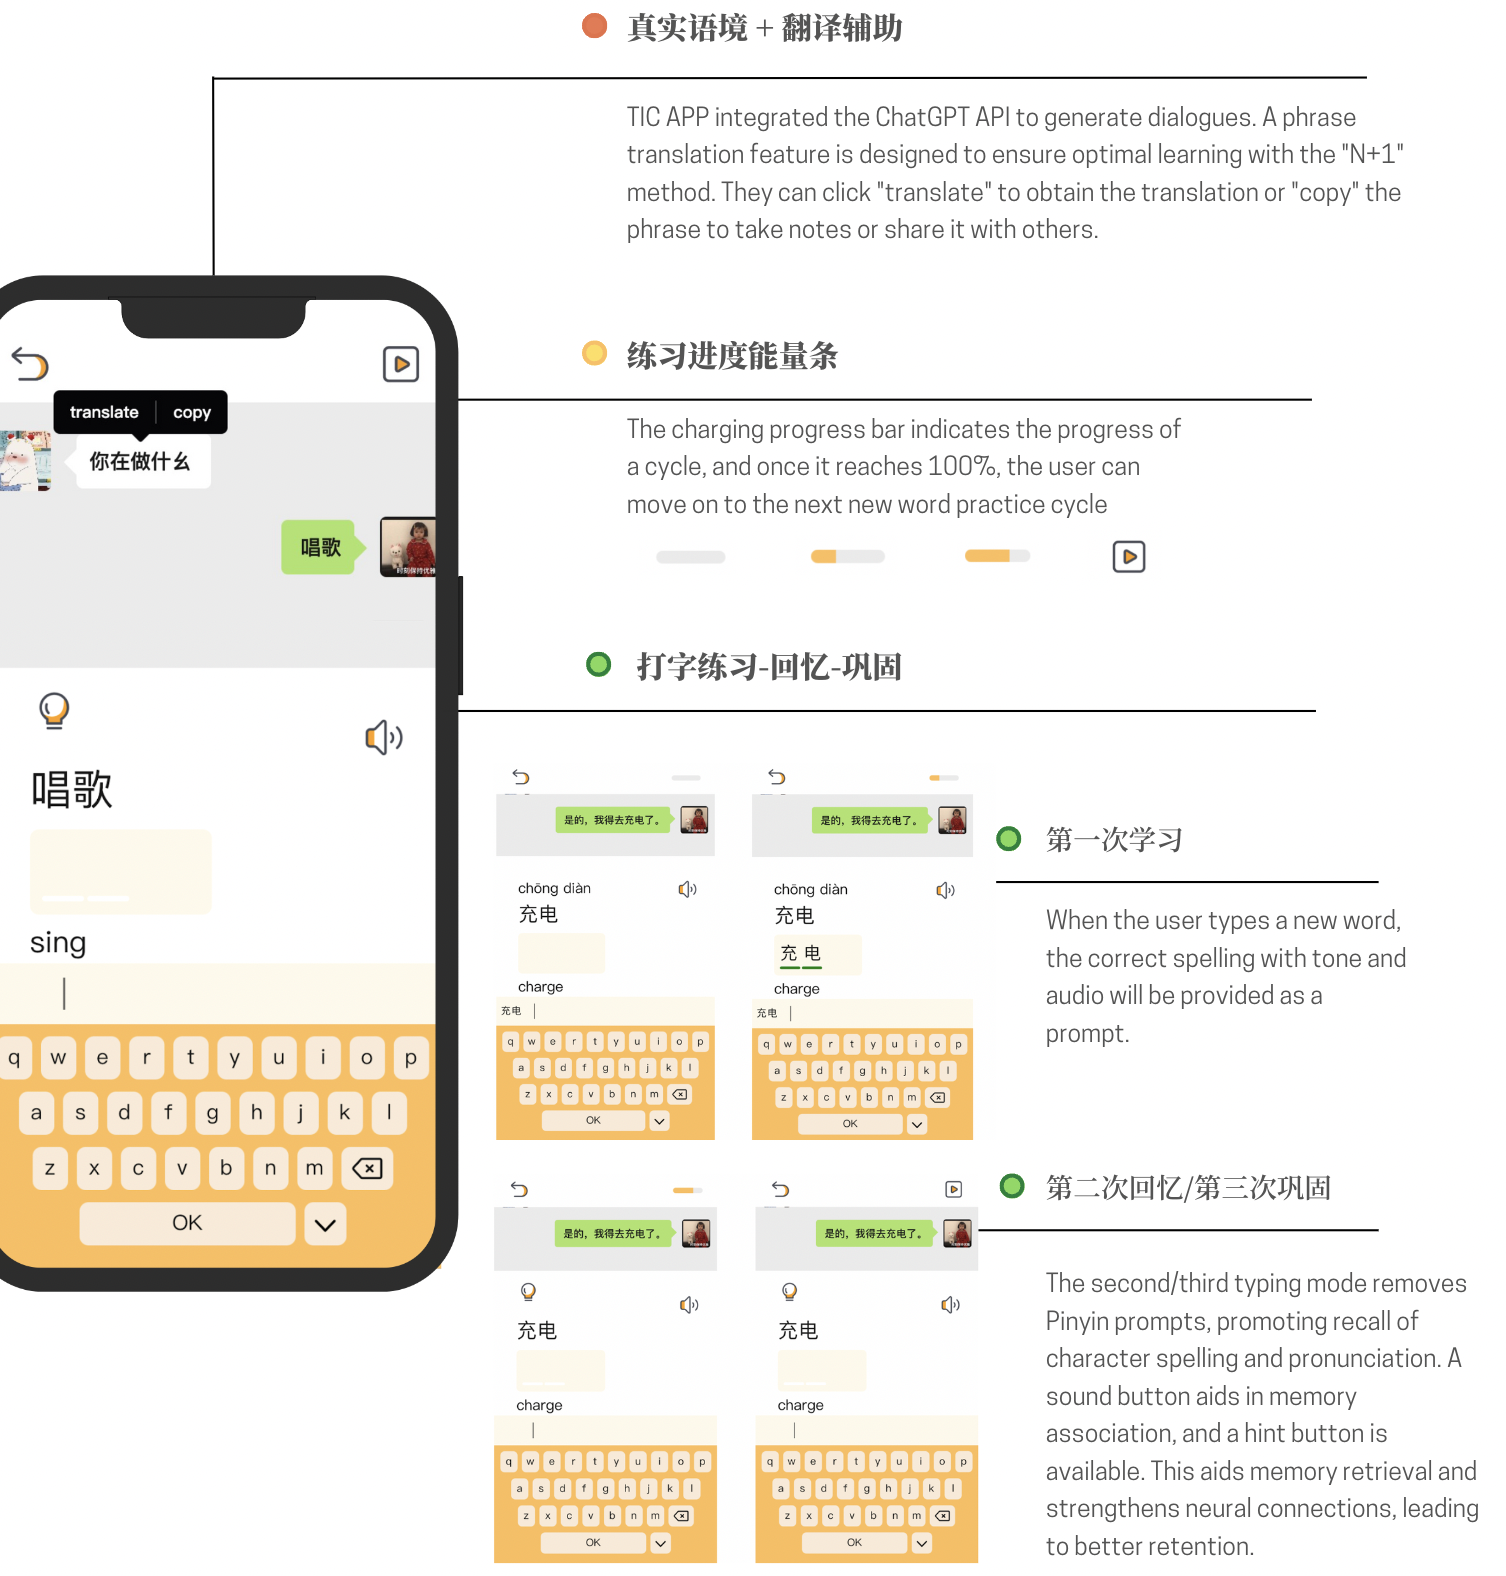 真实语境 + 翻译辅助
TIC APP integrated the ChatGPT API to generate dialogues. A phrase
translation feature is designed to ensure optimal learning with the "N+1"
method. They can click "translate" to obtain the translation or "copy" the
phrase to take notes or share it with others.
translate copy
你在做什么
唱歌
时刻保持优雅
唱歌
sing
q w e r t y u i o p
a s d f g h j k l
z x c v b n m
OK
练习进度能量条
The charging progress bar indicates the progress of
a cycle, and once it reaches 100%, the user can
move on to the next new word practice cycle
打字练习-回忆-巩固
是的，我得去充电了。
chōng diàn
充电
charge
充电
q w e r t y u i o p
a s d f g h j k l
z x c v b n m
OK
是的，我得去充电了。
chōng diàn
充电
充 电
charge
充电
q w e r t y u i o p
a s d f g h j k l
z x c v b n m
OK
第一次学习
When the user types a new word,
the correct spelling with tone and
audio will be provided as a
prompt.
是的，我得去充电了。
充电
charge
q w e r t y u i o p
a s d f g h j k l
z x c v b n m
OK
是的，我得去充电了。
充电
charge
q w e r t y u i o p
a s d f g h j k l
z x c v b n m
OK
第二次回忆/第三次巩固
The second/third typing mode removes
Pinyin prompts, promoting recall of
character spelling and pronunciation. A
sound button aids in memory
association, and a hint button is
available. This aids memory retrieval and
strengthens neural connections, leading
to better retention.